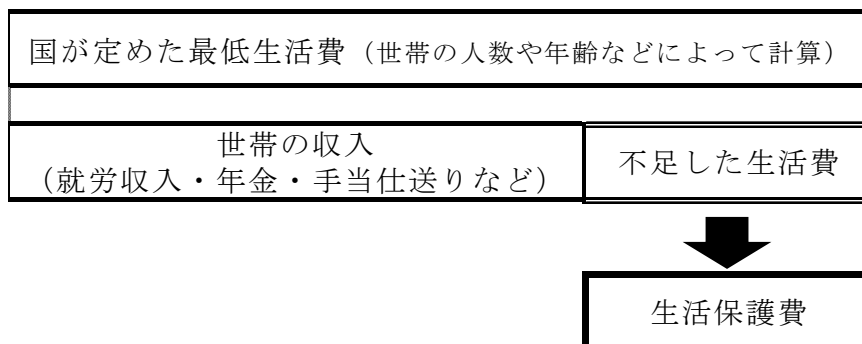 国が定めた最低生活費（世帯の人数や年齢などによって計算）
世帯の収入
（就労収入・年金・手当仕送りなど）
不足した生活費
生活保護費